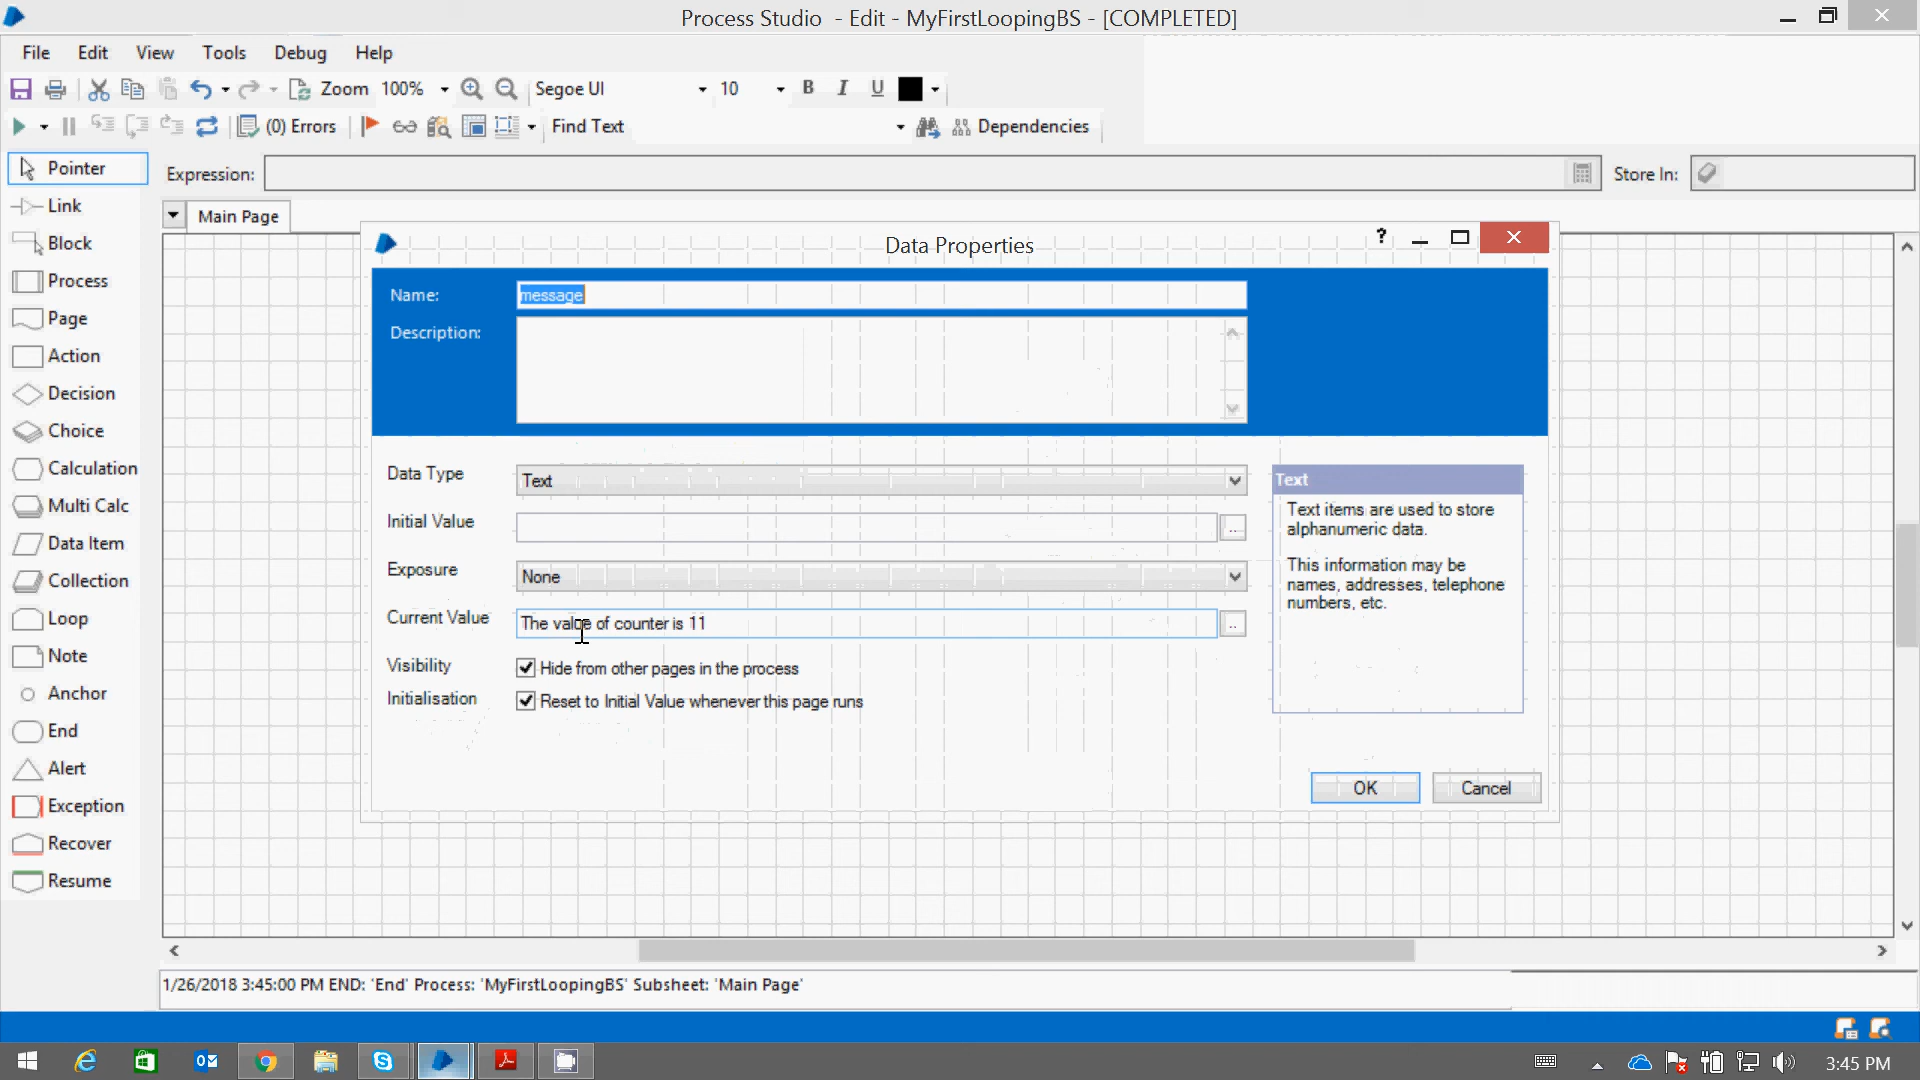 Process Studio  - Edit - MyFirstLoopingBS - [COMPLETED]
File Edit View Tools Debug Help
Zoom 100% Segoe UI 10 B I U
(0) Errors Find Text Dependencies
Pointer
Expression: Store In:
Link
Main Page
Block
Process
Page
Action
Decision
Choice
Calculation
Multi Calc
Data Item
Collection
Loop
Note
Anchor
End
Alert
Exception
Recover
Resume
Data Properties ?
Name: message
Description:
Data Type Text
Initial Value ...
Exposure None
Current Value The value of counter is 11 ...
Visibility Hide from other pages in the process
Initialisation Reset to Initial Value whenever this page runs
Text
Text items are used to store
alphanumeric data.
This information may be
names, addresses, telephone
numbers, etc.
OK Cancel
1/26/2018 3:45:00 PM END: 'End' Process: 'MyFirstLoopingBS' Subsheet: 'Main Page'
3:45 PM